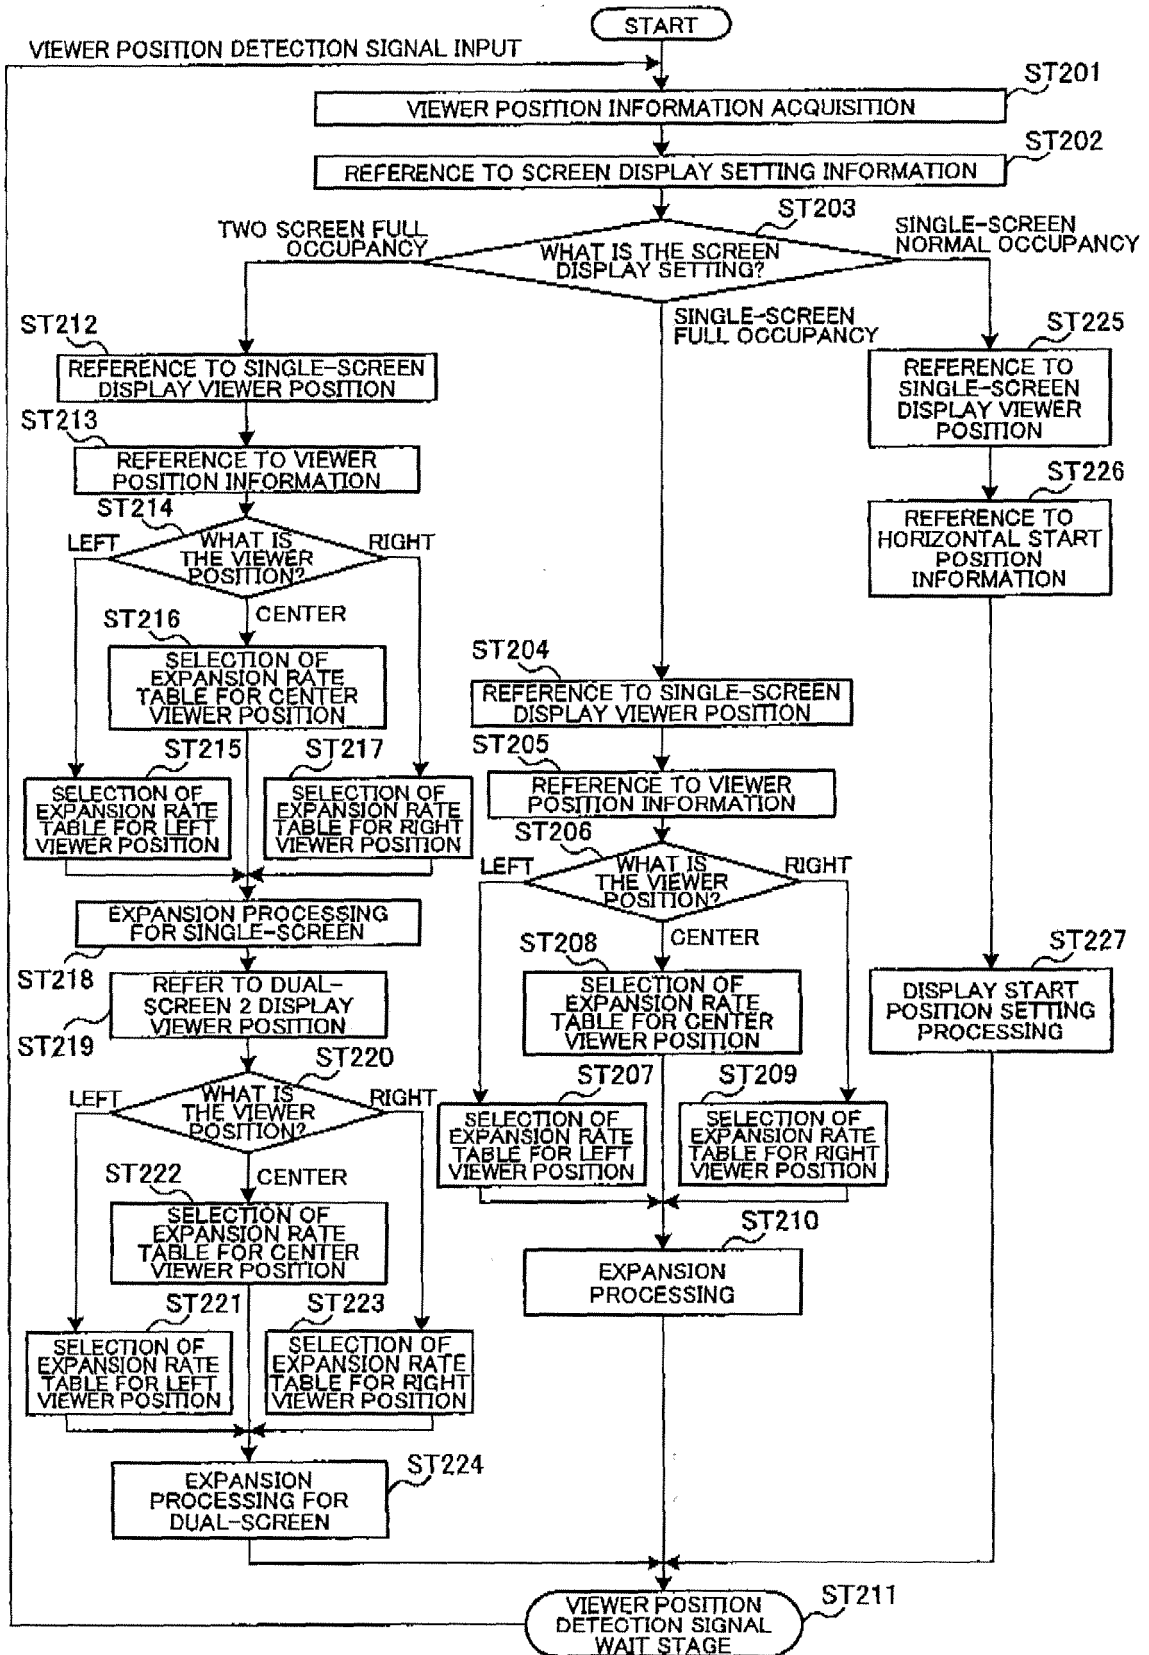 START
VIEWER POSITION DETECTION SIGNAL INPUT
ST201
VIEWER POSITION INFORMATION ACQUISITION
ST202
REFERENCE TO SCREEN DISPLAY SETTING INFORMATION
ST203
TWO SCREEN FULL
OCCUPANCY
WHAT IS THE SCREEN
DISPLAY SETTING?
SINGLE-SCREEN
NORMAL OCCUPANCY
SINGLE-SCREEN
FULL OCCUPANCY
ST212
REFERENCE TO SINGLE-SCREEN
DISPLAY VIEWER POSITION
ST213
REFERENCE TO VIEWER
POSITION INFORMATION
ST214
LEFT
WHAT IS
THE VIEWER
POSITION?
RIGHT
CENTER
ST216
SELECTION OF
EXPANSION RATE
TABLE FOR CENTER
VIEWER POSITION
ST215
SELECTION OF
EXPANSION RATE
TABLE FOR LEFT
VIEWER POSITION
ST217
SELECTION OF
EXPANSION RATE
TABLE FOR RIGHT
VIEWER POSITION
EXPANSION PROCESSING
FOR SINGLE-SCREEN
ST218
REFER TO DUAL-
SCREEN 2 DISPLAY
VIEWER POSITION
ST219
ST220
LEFT
WHAT IS
THE VIEWER
POSITION?
RIGHT
CENTER
ST222
SELECTION OF
EXPANSION RATE
TABLE FOR CENTER
VIEWER POSITION
ST221
SELECTION OF
EXPANSION RATE
TABLE FOR LEFT
VIEWER POSITION
ST223
SELECTION OF
EXPANSION RATE
TABLE FOR RIGHT
VIEWER POSITION
ST224
EXPANSION
PROCESSING FOR
DUAL-SCREEN
ST204
REFERENCE TO SINGLE-SCREEN
DISPLAY VIEWER POSITION
ST205
REFERENCE TO VIEWER
POSITION INFORMATION
ST206
LEFT
WHAT IS
THE VIEWER
POSITION?
RIGHT
CENTER
ST208
SELECTION OF
EXPANSION RATE
TABLE FOR CENTER
VIEWER POSITION
ST207
SELECTION OF
EXPANSION RATE
TABLE FOR LEFT
VIEWER POSITION
ST209
SELECTION OF
EXPANSION RATE
TABLE FOR RIGHT
VIEWER POSITION
ST210
EXPANSION
PROCESSING
ST225
REFERENCE TO
SINGLE-SCREEN
DISPLAY VIEWER
POSITION
ST226
REFERENCE TO
HORIZONTAL START
POSITION
INFORMATION
ST227
DISPLAY START
POSITION SETTING
PROCESSING
ST211
VIEWER POSITION
DETECTION SIGNAL
WAIT STAGE